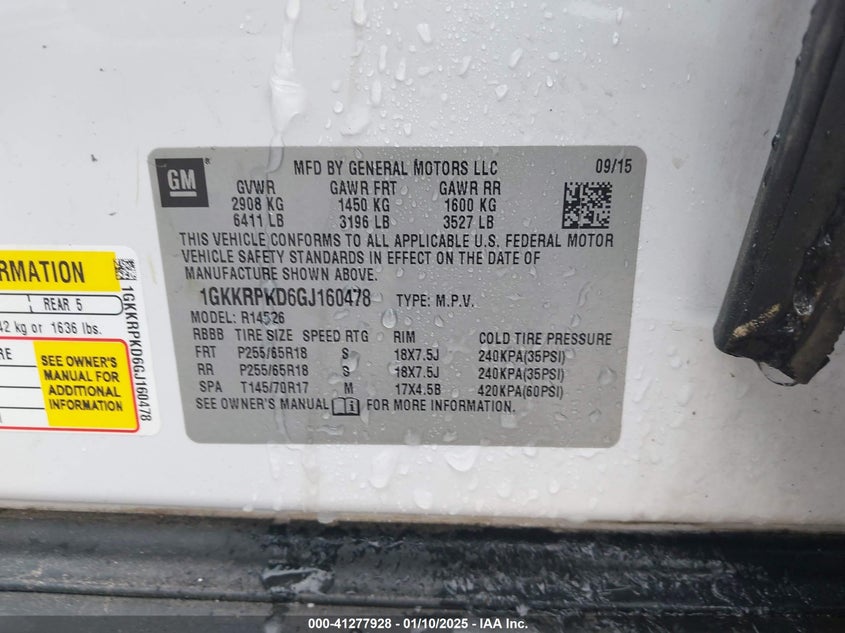 GM
MFD BY GENERAL MOTORS LLC 09/15
GVWR GAWR FRT GAWR RR
2908 KG 1450 KG 1600 KG
6411 LB 3196 LB 3527 LB
THIS VEHICLE CONFORMS TO ALL APPLICABLE U.S. FEDERAL MOTOR
VEHICLE SAFETY STANDARDS IN EFFECT ON THE DATE OF
MANUFACTURE SHOWN ABOVE.
1GKKRPKD6GJ160478 TYPE: M.P.V.
MODEL: R14526
RBBB TIRE SIZE SPEED RTG RIM COLD TIRE PRESSURE
FRT P255/65R18 S 18X7.5J 240KPA(35PSI)
RR P255/65R18 S 18X7.5J 240KPA(35PSI)
SPA T145/70R17 M 17X4.5B 420KPA(60PSI)
SEE OWNER'S MANUAL FOR MORE INFORMATION.
RMATION
REAR 5
42 kg or 1636 lbs.
RE
SEE OWNER'S
MANUAL FOR
ADDITIONAL
INFORMATION
1GKKRPKD6GJ160478
000-41277928 - 01/10/2025 - © IAA Inc.